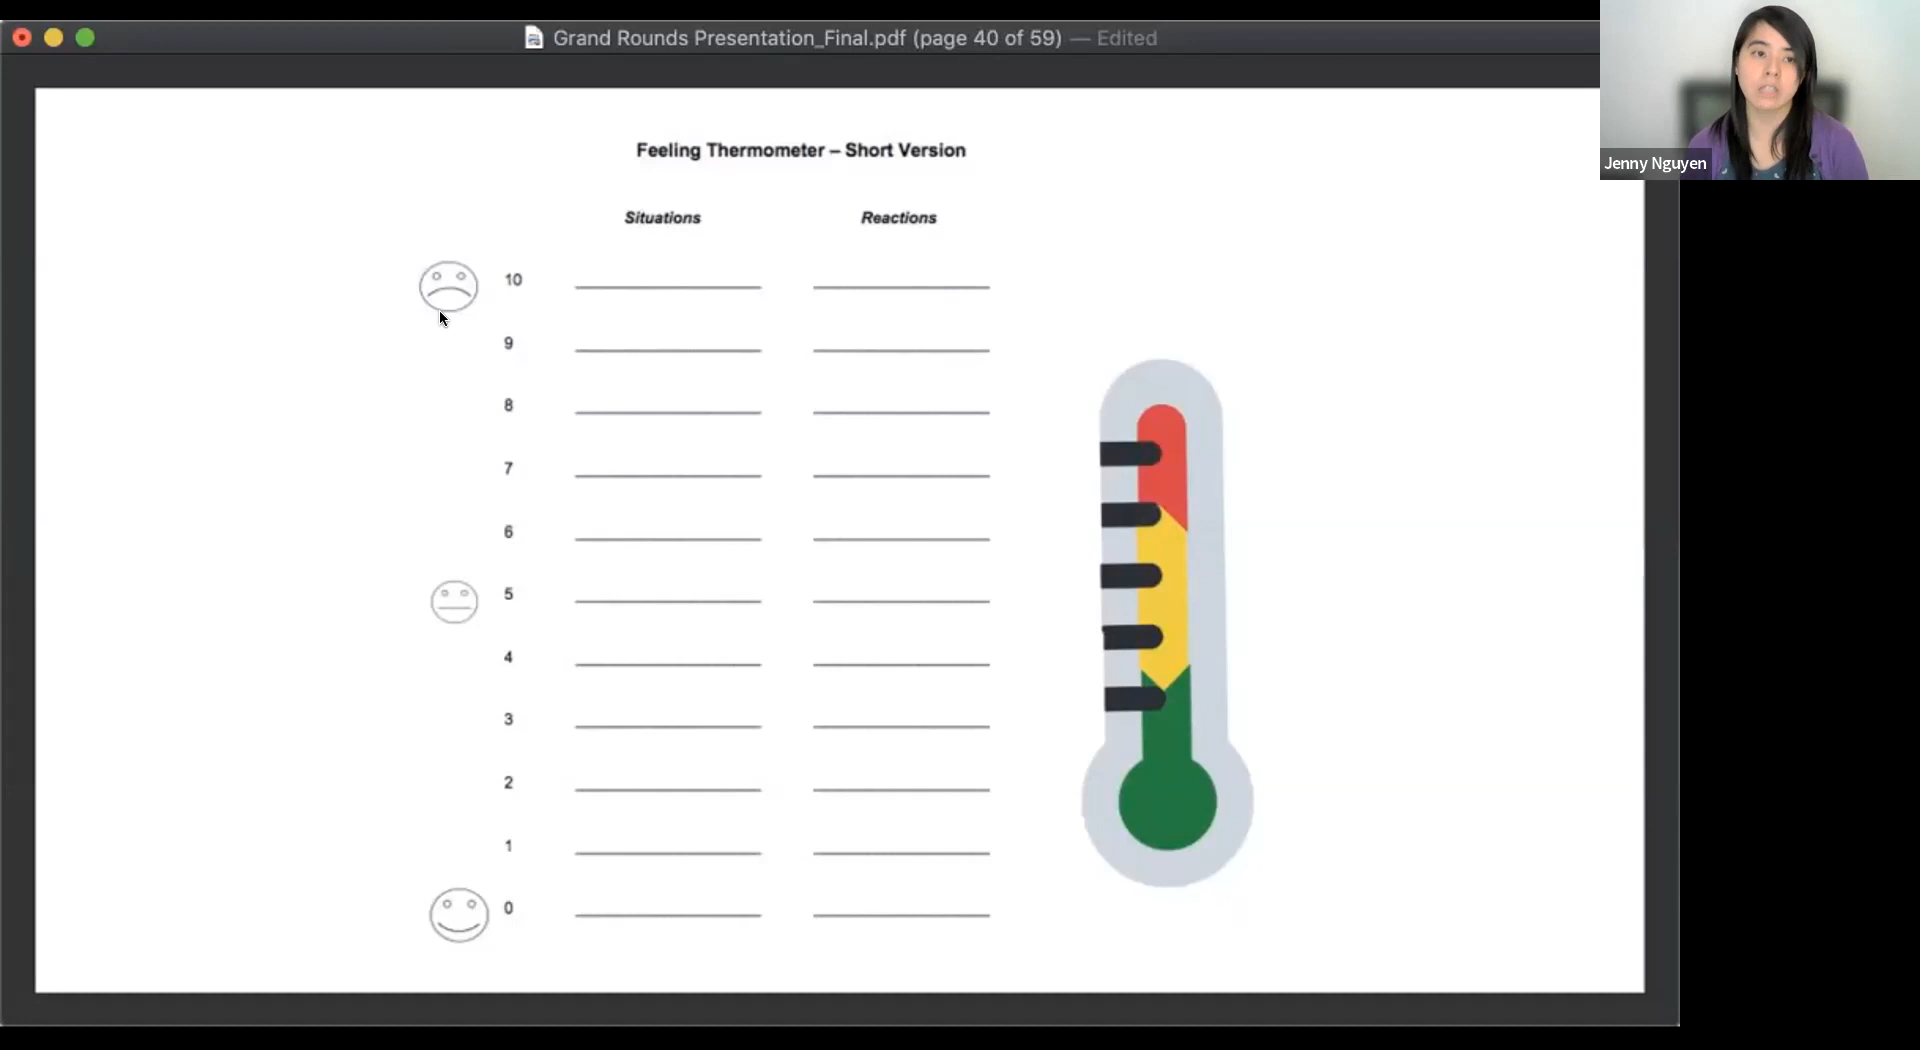 Grand Rounds Presentation_Final.pdf (page 40 of 59) — Edited
Jenny Nguyen
Feeling Thermometer – Short Version
Situations Reactions
10
9
8
7
6
5
4
3
2
1
0